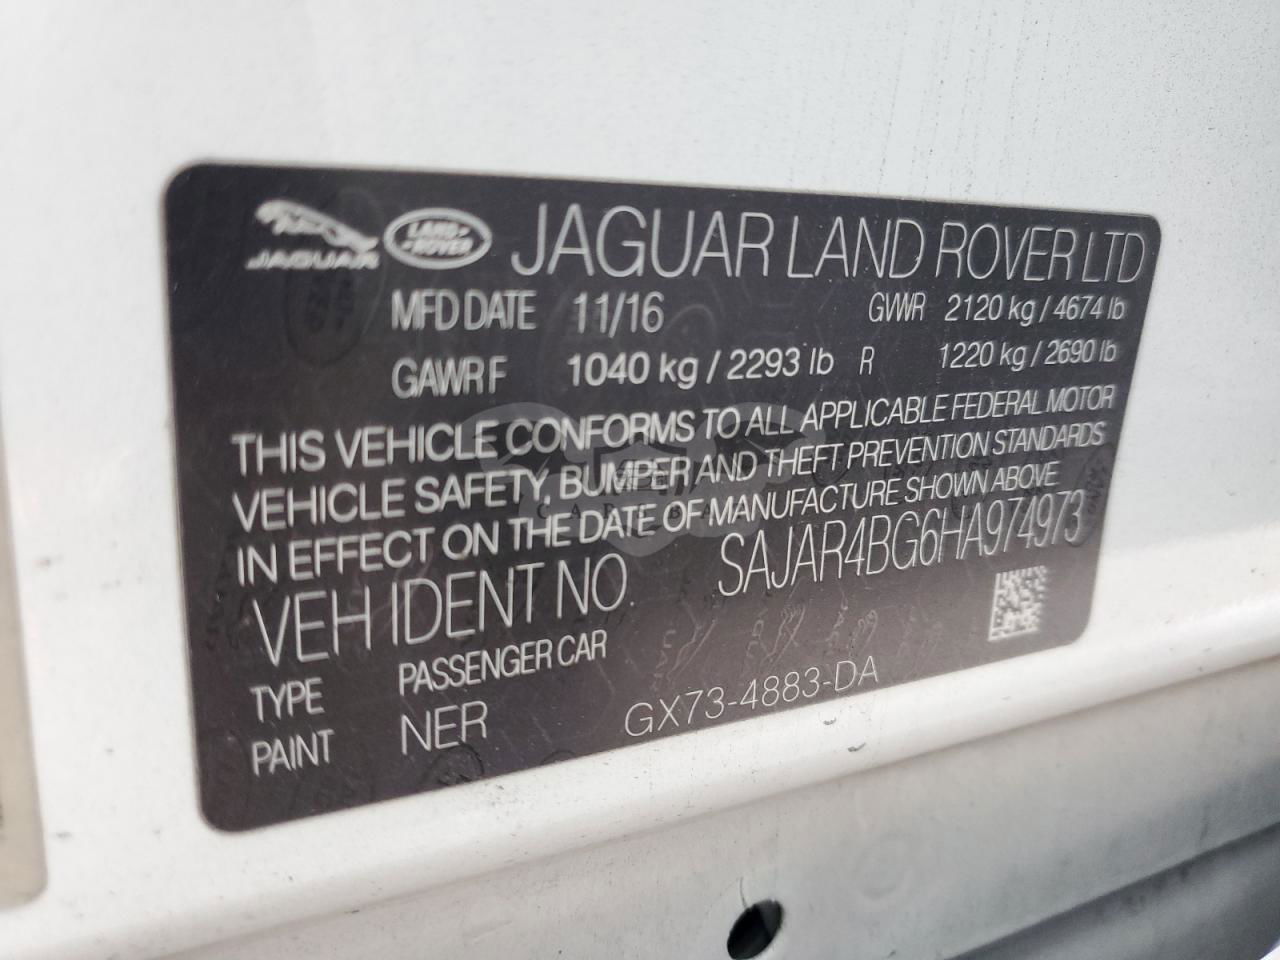 JAGUAR LAND ROVER JAGUAR LAND ROVER LTD
MFD DATE 11/16 GVWR 2120 kg / 4674 lb
GAWR F 1040 kg / 2293 lb R 1220 kg / 2690 lb
THIS VEHICLE CONFORMS TO ALL APPLICABLE FEDERAL MOTOR
VEHICLE SAFETY, BUMPER AND THEFT PREVENTION STANDARDS
IN EFFECT ON THE DATE OF MANUFACTURE SHOWN ABOVE
VEH IDENT NO. SAJAR4BG6HA974973
TYPE PASSENGER CAR
PAINT NER GX73-4883-DA